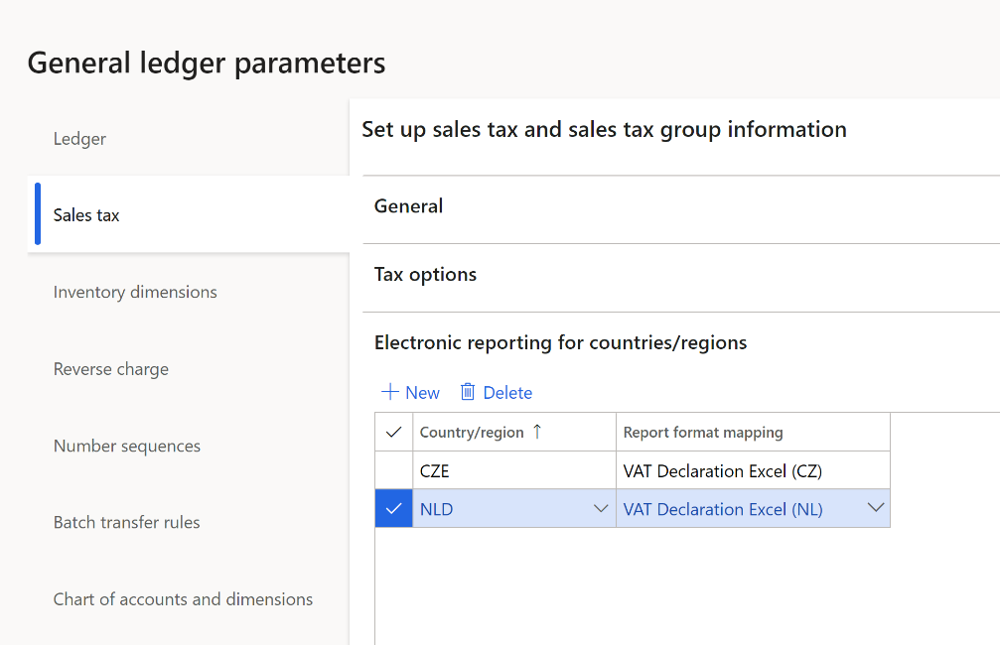 General ledger parameters
Ledger
Sales tax
Inventory dimensions
Reverse charge
Number sequences
Batch transfer rules
Chart of accounts and dimensions
Set up sales tax and sales tax group information
General
Tax options
Electronic reporting for countries/regions
New Delete
Country/region ↑ Report format mapping
CZE VAT Declaration Excel (CZ)
NLD VAT Declaration Excel (NL)